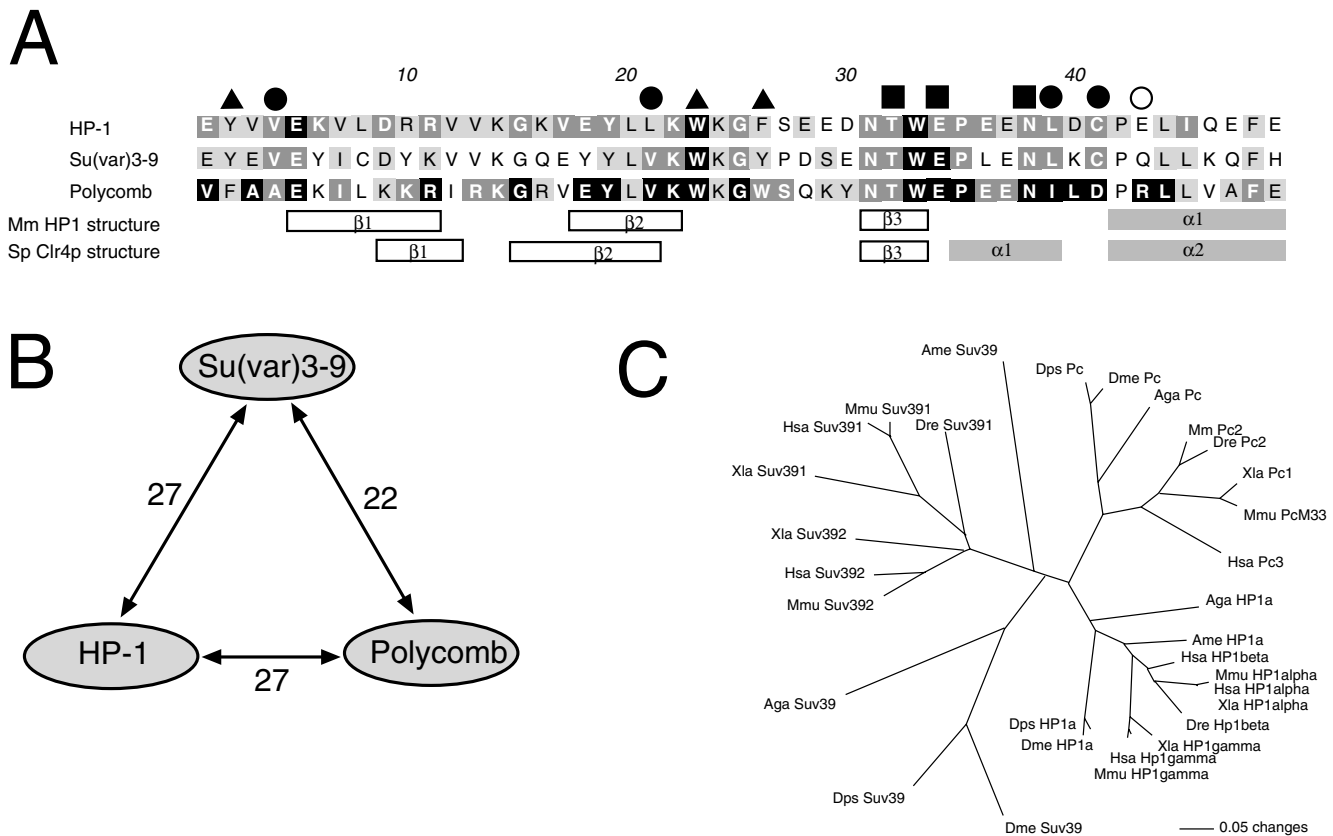 A
10 20 30 40
HP-1 E Y V V E K V L D R R V V K G K V E Y L L K W K G F S E E D N T W E P E E N L D C P E L I Q E F E
Su(var)3-9 E Y E V E Y I C D Y K V V K G Q E Y Y L V K W K G Y P D S E N T W E P L E N L K C P Q L L K Q F H
Polycomb V F A A E K I L K K R I R K G R V E Y L V K W K G W S Q K Y N T W E P E E N I L D P R L L V A F E
Mm HP1 structure β1 β2 β3 α1
Sp Clr4p structure β1 β2 β3 α1 α2
B
Su(var)3-9
27
22
HP-1
Polycomb
27
C
Ame Suv39
Dps Pc
Dme Pc
Aga Pc
Mmu Suv391
Hsa Suv391
Dre Suv391
Mm Pc2
Dre Pc2
Xla Suv391
Xla Pc1
Mmu PcM33
Xla Suv392
Hsa Pc3
Hsa Suv392
Mmu Suv392
Aga HP1a
Ame HP1a
Hsa HP1beta
Mmu HP1alpha
Hsa HP1alpha
Xla HP1alpha
Aga Suv39
Dps HP1a
Dre Hp1beta
Dme HP1a
Xla HP1gamma
Hsa Hp1gamma
Mmu HP1gamma
Dps Suv39
Dme Suv39
0.05 changes